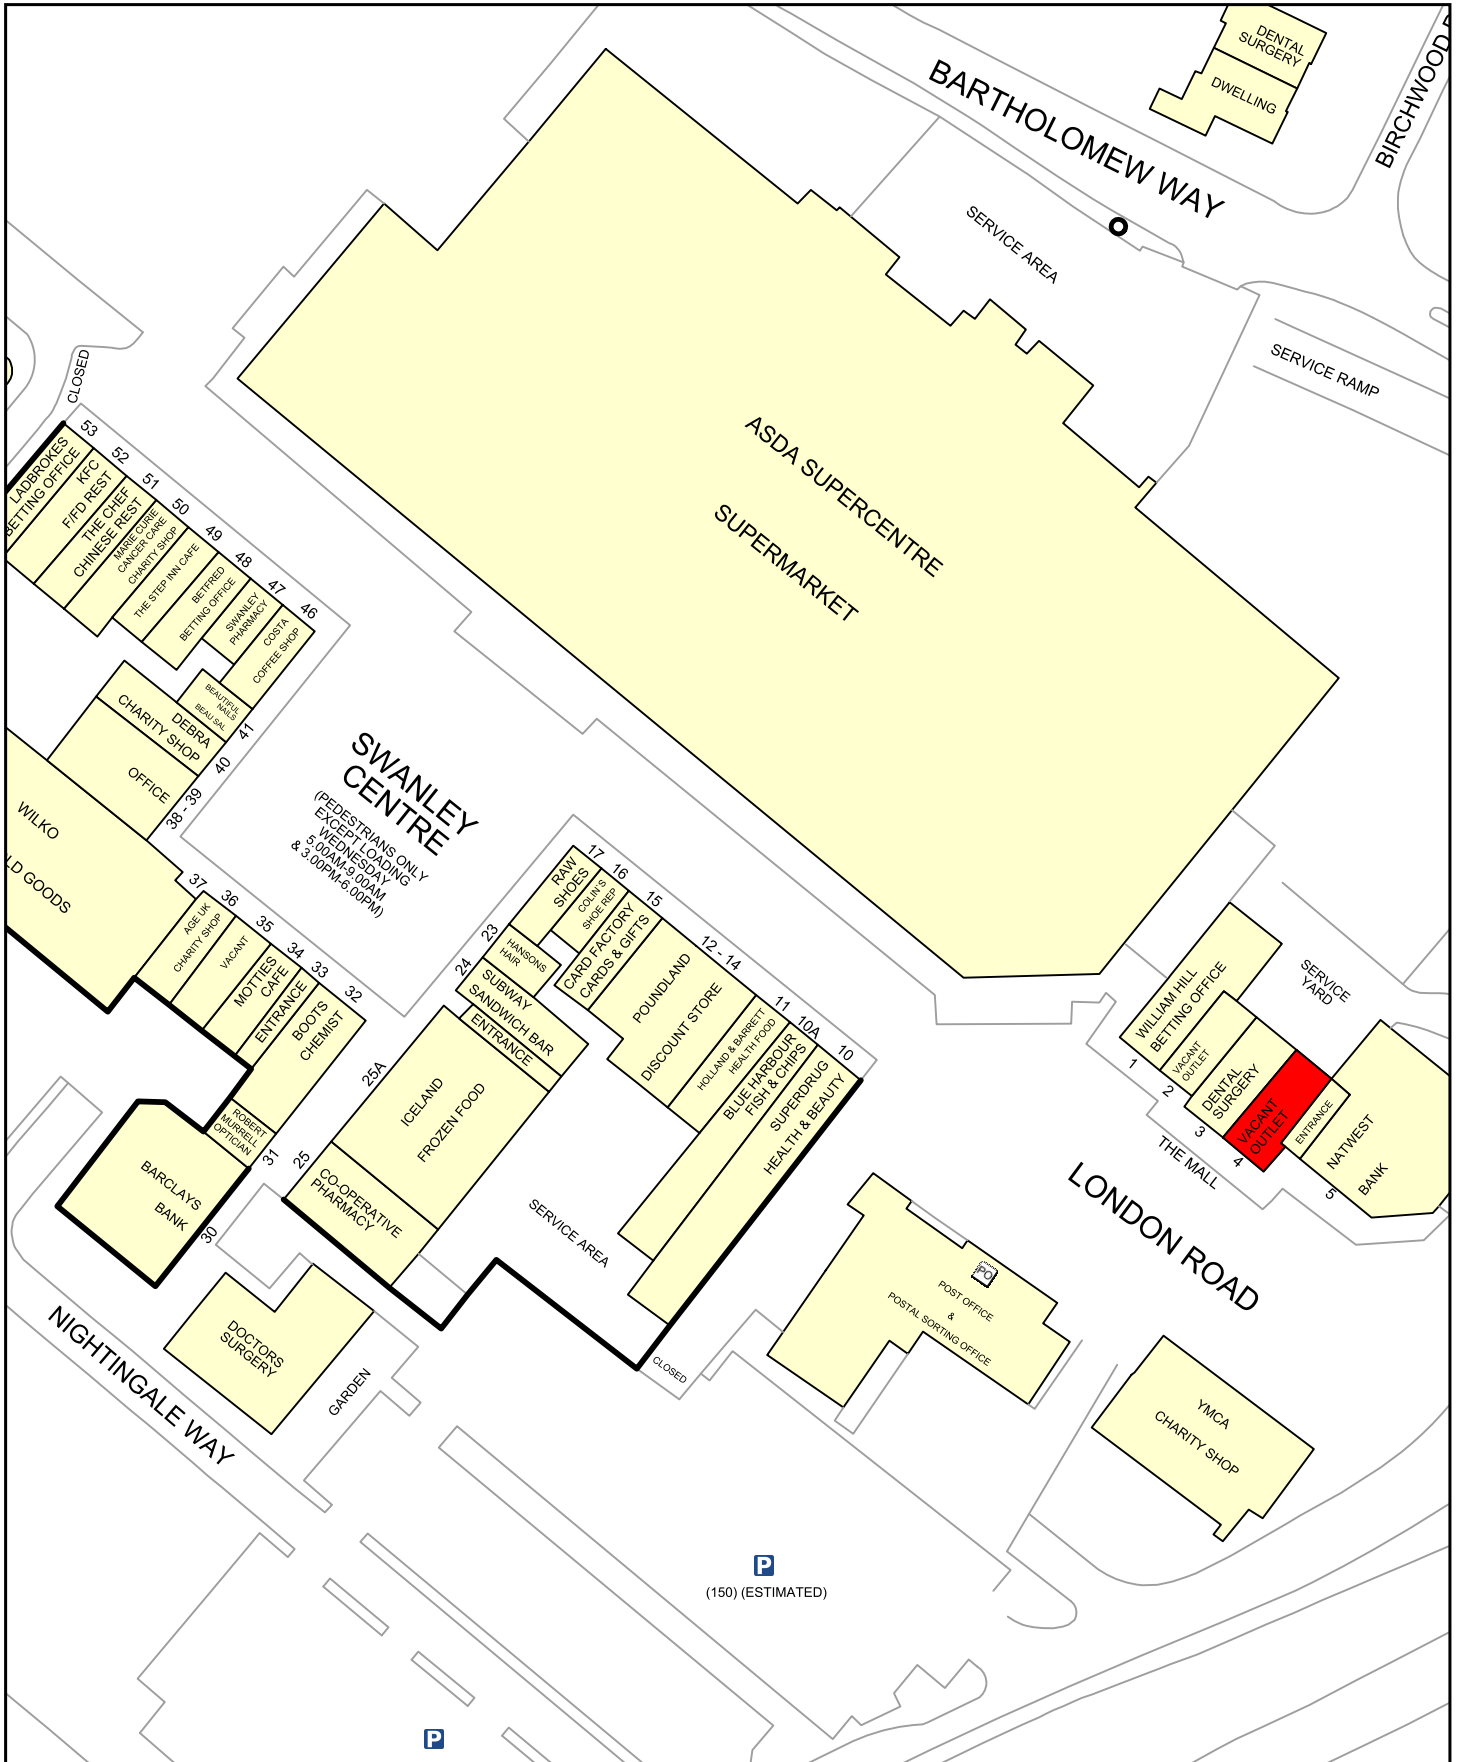 DENTAL
SURGERY
DWELLING
BARTHOLOMEW WAY
BIRCHWOOD
SERVICE AREA
SERVICE RAMP
CLOSED
ASDA SUPERCENTRE
SUPERMARKET
53
52
51
50
49
48
47
46
LADBROKES
BETTING OFFICE
KFC
F/FD REST
THE CHEF
CHINESE REST
MARIE CURIE
CANCER CARE
CHARITY SHOP
THE STEP INN CAFE
BETFRED
BETTING OFFICE
SWANLEY
PHARMACY
COSTA
COFFEE SHOP
BEAUTIFUL
NAILS
BEAU SAL
41
DEBRA
CHARITY SHOP
40
OFFICE
38 - 39
WILKO
LD GOODS
SWANLEY
CENTRE
(PEDESTRIANS ONLY
EXCEPT LOADING
WEDNESDAY
5.00AM-9.00AM
& 3.00PM-6.00PM)
37
36
35
34
33
32
AGE UK
CHARITY SHOP
VACANT
MOTTIES
CAFE
ENTRANCE
BOOTS
CHEMIST
ROBERT
MURRELL
OPTICIAN
31
BARCLAYS
BANK
30
17
16
15
12 - 14
11
10A
10
RAW
SHOES
COLIN'S
SHOE REP
CARD FACTORY
CARDS & GIFTS
POUNDLAND
DISCOUNT STORE
HOLLAND & BARRETT
HEALTH FOOD
BLUE HARBOUR
FISH & CHIPS
SUPERDRUG
HEALTH & BEAUTY
23
HANSONS
HAIR
24
SUBWAY
SANDWICH BAR
ENTRANCE
25A
ICELAND
FROZEN FOOD
25
CO-OPERATIVE
PHARMACY
SERVICE AREA
CLOSED
WILLIAM HILL
BETTING OFFICE
1
VACANT
OUTLET
2
DENTAL
SURGERY
3
VACANT
OUTLET
4
ENTRANCE
NATWEST
BANK
5
SERVICE
YARD
THE MALL
LONDON ROAD
PO
POST OFFICE
&
POSTAL SORTING OFFICE
YMCA
CHARITY SHOP
DOCTORS
SURGERY
GARDEN
NIGHTINGALE WAY
P
(150) (ESTIMATED)
P